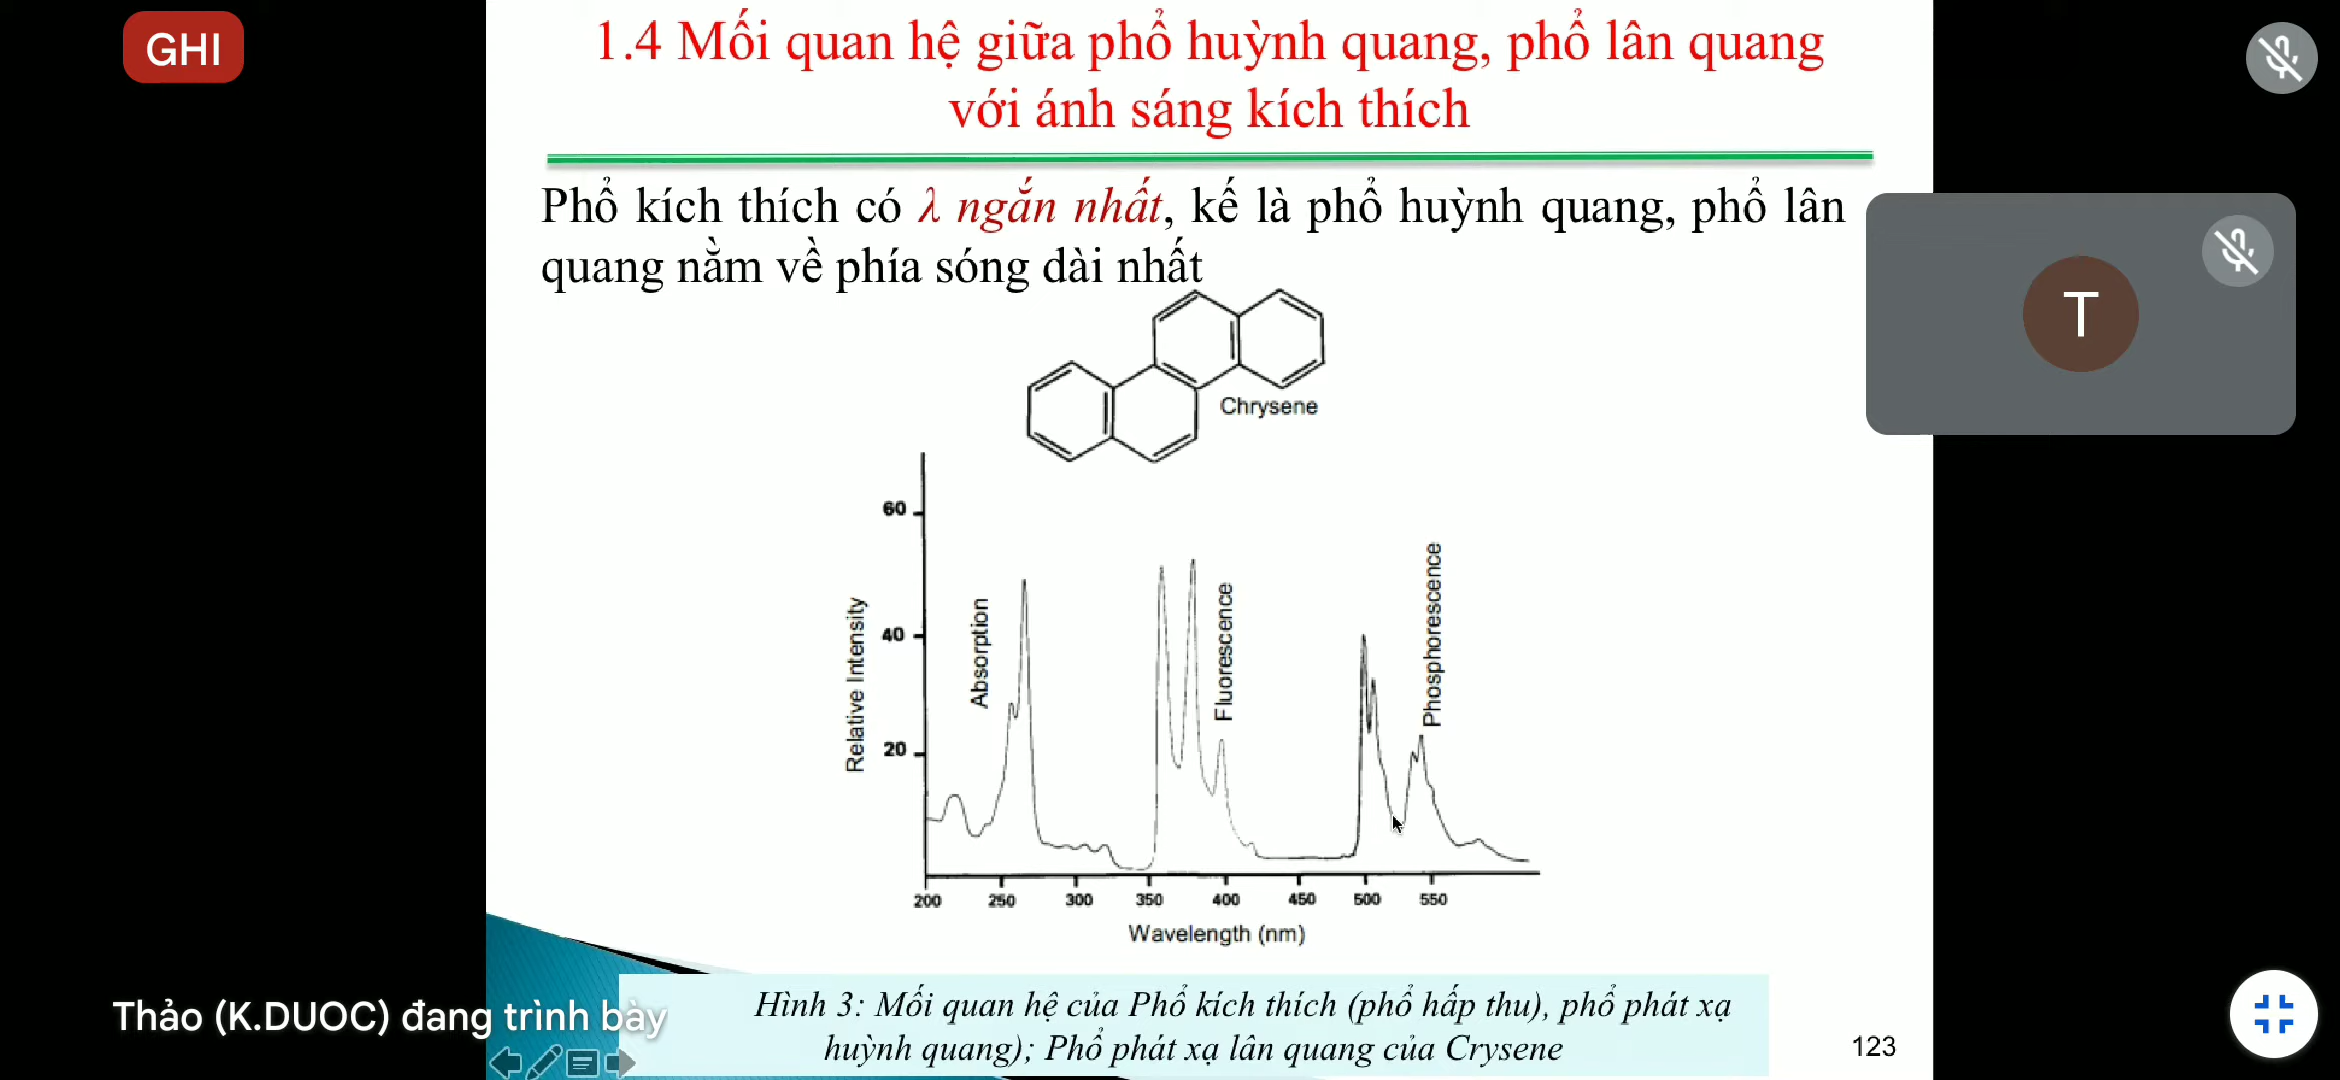 GHI
1.4 Mối quan hệ giữa phổ huỳnh quang, phổ lân quang
với ánh sáng kích thích
Phổ kích thích có λ ngắn nhất, kế là phổ huỳnh quang, phổ lân
quang nằm về phía sóng dài nhất
T
Chrysene
60
40
20
Relative Intensity
Absorption
Fluorescence
Phosphorescence
200 250 300 350 400 450 500 550
Wavelength (nm)
Thảo (K.DUOC) đang trình bày
Hình 3: Mối quan hệ của Phổ kích thích (phổ hấp thu), phổ phát xạ
huỳnh quang); Phổ phát xạ lân quang của Crysene
123